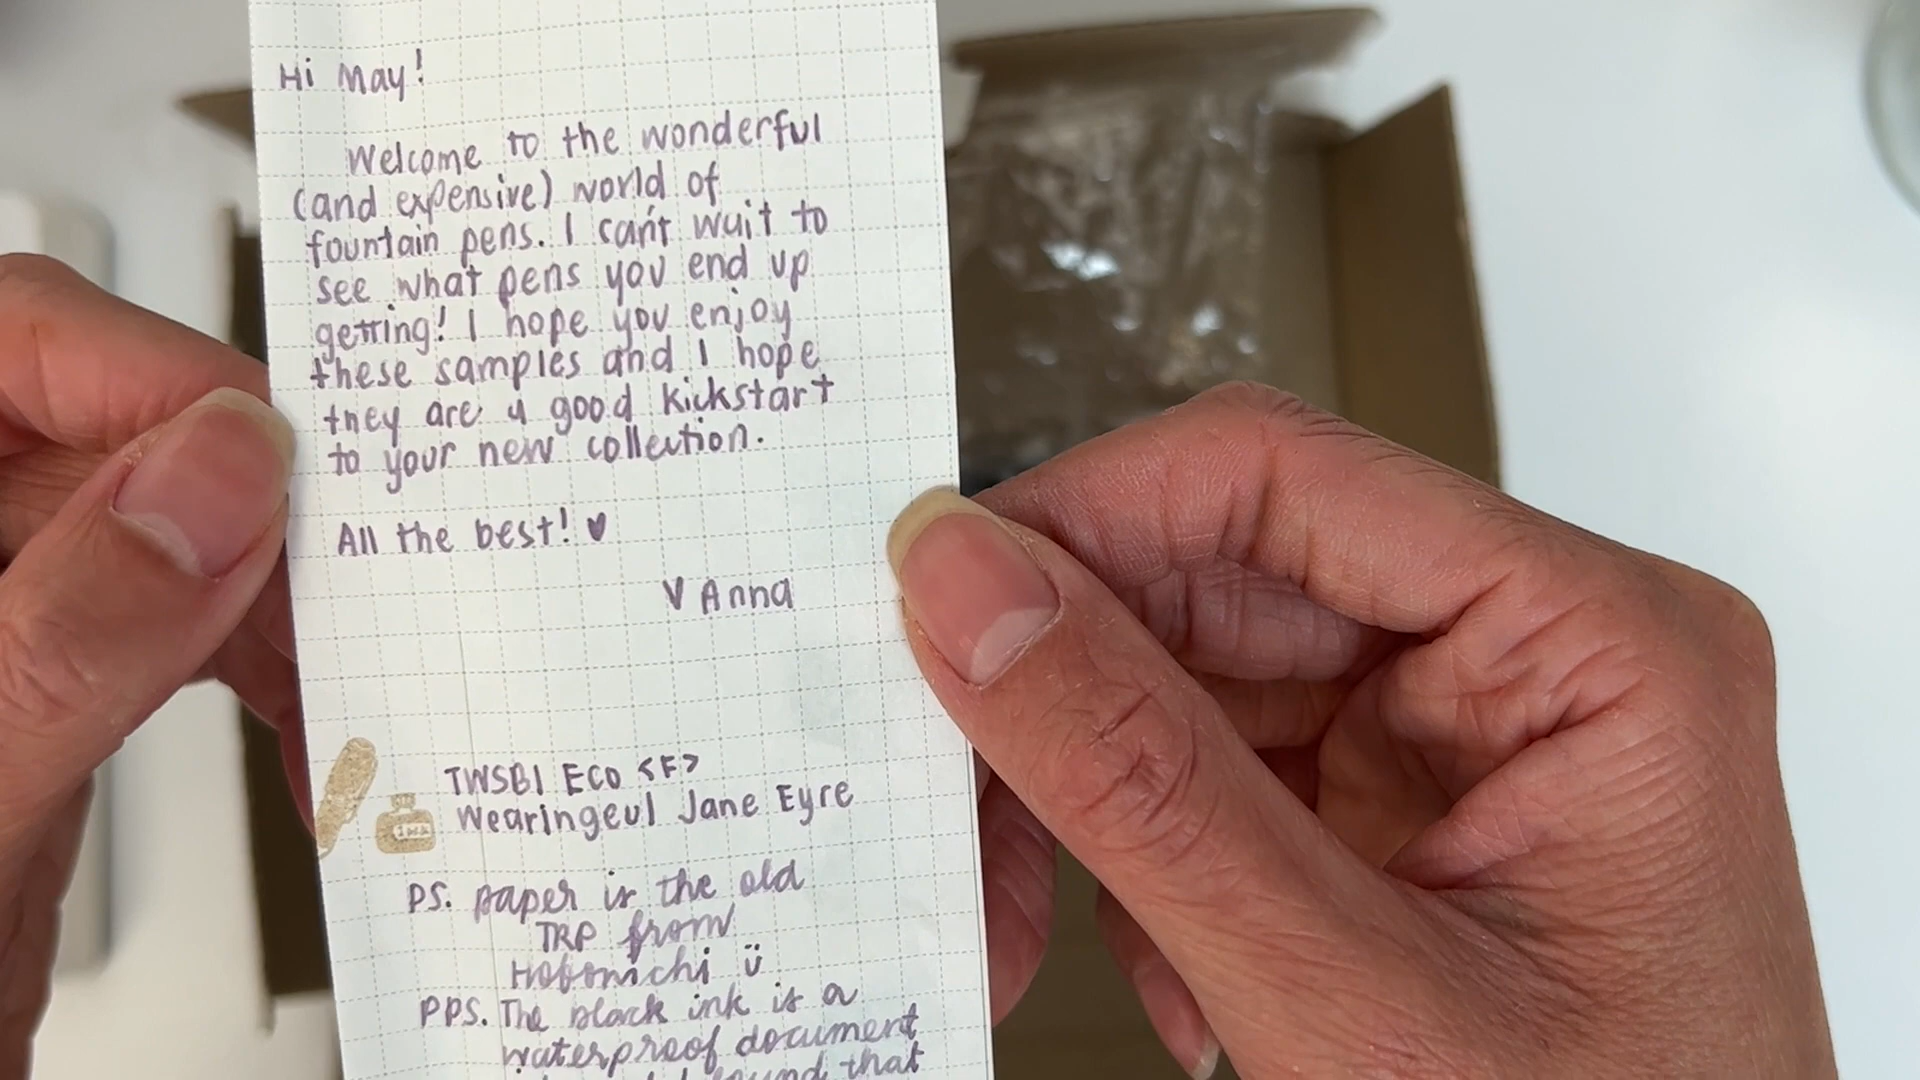 Hi May!
Welcome to the wonderful
(and expensive) world of
fountain pens. I can't wait to
see what pens you end up
getting! I hope you enjoy
these samples and I hope
they are a good kickstart
to your new collection.
All the best! ♥
♥ Anna
TWSBI ECO <F>
Wearingeul Jane Eyre
PS. paper is the old
TRP from
Hobonichi ü
PPS. The black ink is a
waterproof document
found that